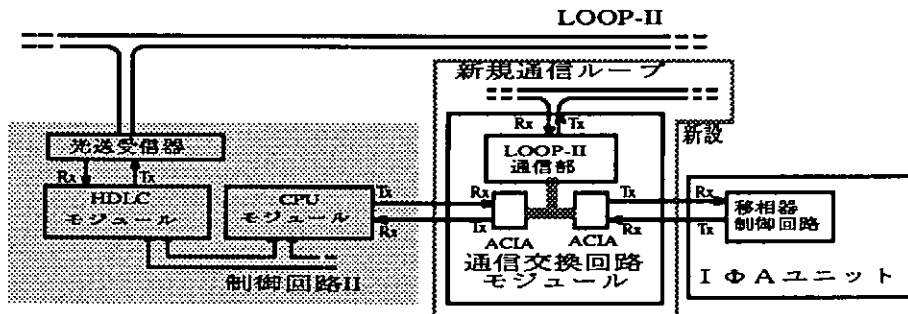 LOOP-II
新規通信ループ
Rx
Tx
新設
光送受信器
LOOP-II
通信部
Rx
Tx
HDLC
モジュール
CPU
モジュール
Tx
Rx
Rx
Tx
ACIA
Tx
Rx
ACIA
Rx
Tx
移相器
制御回路
通信交換回路
モジュール
制御回路II
IΦAユニット